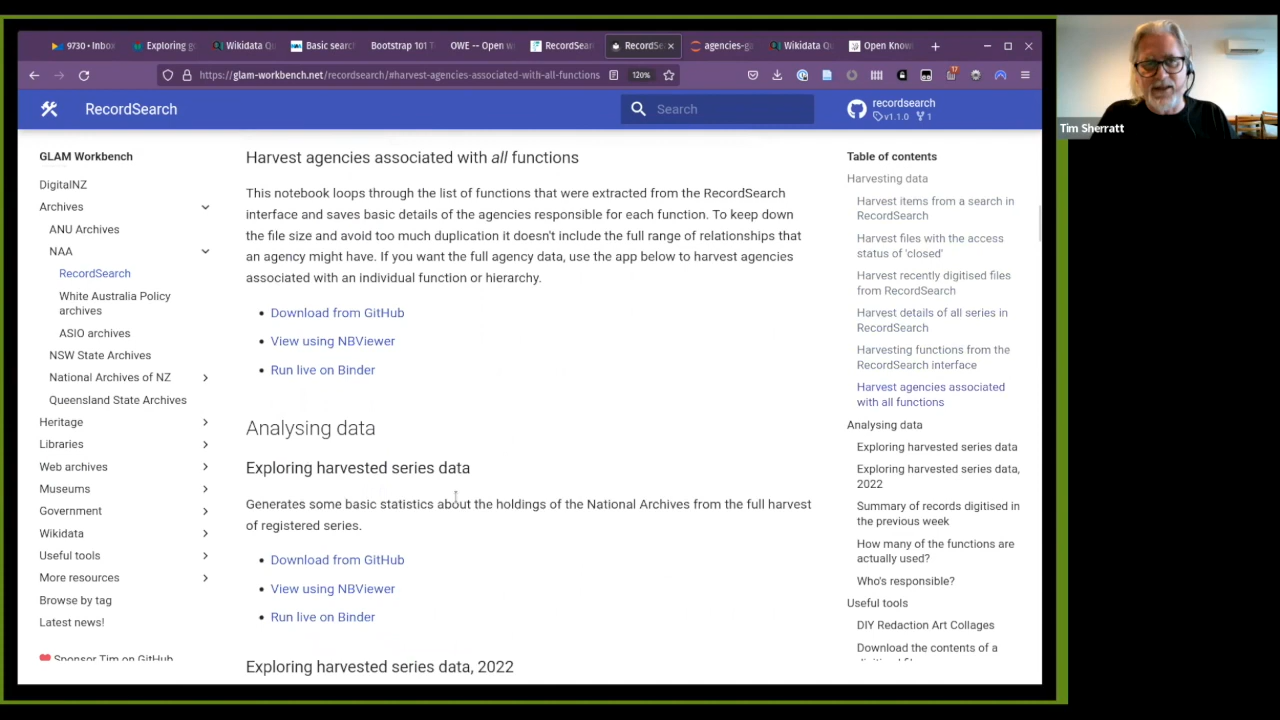 9730 • Inbo
Exploring g
Wikidata Qu
Basic searc
Bootstrap 101 T
OWE -- Open w
RecordSear
RecordSe
agencies-g
Wikidata Qu
Open Know
https://glam-workbench.net/recordsearch/#harvest-agencies-associated-with-all-functions
120%
17
RecordSearch
Search
recordsearch
v1.1.0 1
GLAM Workbench
DigitalNZ
Archives
ANU Archives
NAA
RecordSearch
White Australia Policy
archives
ASIO archives
NSW State Archives
National Archives of NZ
Queensland State Archives
Heritage
Libraries
Web archives
Museums
Government
Wikidata
Useful tools
More resources
Browse by tag
Latest news!
Sponsor Tim on GitHub
Harvest agencies associated with all functions
This notebook loops through the list of functions that were extracted from the RecordSearch
interface and saves basic details of the agencies responsible for each function. To keep down
the file size and avoid too much duplication it doesn't include the full range of relationships that
an agency might have. If you want the full agency data, use the app below to harvest agencies
associated with an individual function or hierarchy.
Download from GitHub
View using NBViewer
Run live on Binder
Analysing data
Exploring harvested series data
Generates some basic statistics about the holdings of the National Archives from the full harvest
of registered series.
Download from GitHub
View using NBViewer
Run live on Binder
Exploring harvested series data, 2022
Table of contents
Harvesting data
Harvest items from a search in
RecordSearch
Harvest files with the access
status of 'closed'
Harvest recently digitised files
from RecordSearch
Harvest details of all series in
RecordSearch
Harvesting functions from the
RecordSearch interface
Harvest agencies associated
with all functions
Analysing data
Exploring harvested series data
Exploring harvested series data,
2022
Summary of records digitised in
the previous week
How many of the functions are
actually used?
Who's responsible?
Useful tools
DIY Redaction Art Collages
Download the contents of a
Tim Sherratt